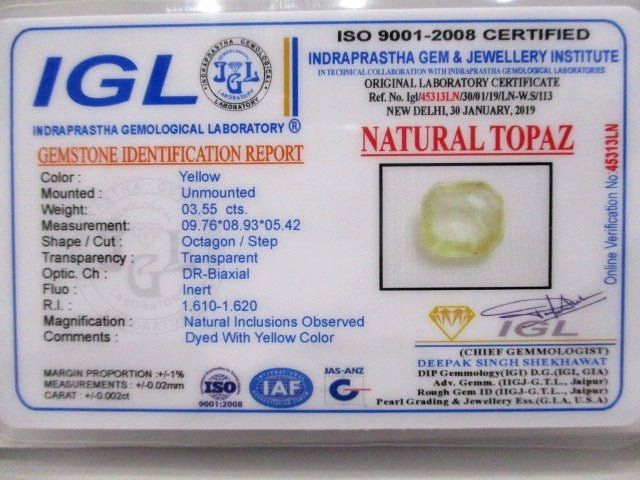 ISO 9001-2008 CERTIFIED
IGL
INDRAPRASTHA GEMOLOGICAL LABORATORY
JGL
INDRAPRASTHA GEMOLOGICAL LABORATORY ®
INDRAPRASTHA GEM & JEWELLERY INSTITUTE
IN TECHNICAL COLLABORATION WITH INDRAPRASTHA GEMOLOGICAL LABORATORIES
ORIGINAL LABORATORY CERTIFICATE
Ref. No. Igl/45313LN/30/01/19/LN-W.S/113
NEW DELHI, 30 JANUARY, 2019
GEMSTONE IDENTIFICATION REPORT
Color : Yellow
Mounted : Unmounted
Weight: 03.55 cts.
Measurement: 09.76*08.93*05.42
Shape / Cut : Octagon / Step
Transparency : Transparent
Optic. Ch : DR-Biaxial
Fluo : Inert
R.I. : 1.610-1.620
Magnification : Natural Inclusions Observed
Comments : Dyed With Yellow Color
NATURAL TOPAZ
Online Verification No:45313LN
MARGIN PROPORTION :+/-1%
MEASUREMENTS : +/-0.02mm
CARAT : +/-0.002ct
ISO
9001:2008
IAF
JAS-ANZ
IGL
(CHIEF GEMMOLOGIST)
DEEPAK SINGH SHEKHAWAT
DIP Gemmology(IGI) D.G.(IGL, GIA)
Adv. Gemm. (IIGJ-G.T.L., Jaipur)
Rough Gem ID (IIGJ-G.T.L., Jaipur)
Pearl Grading & Jewellery Ess.(G.I.A., U.S.A)